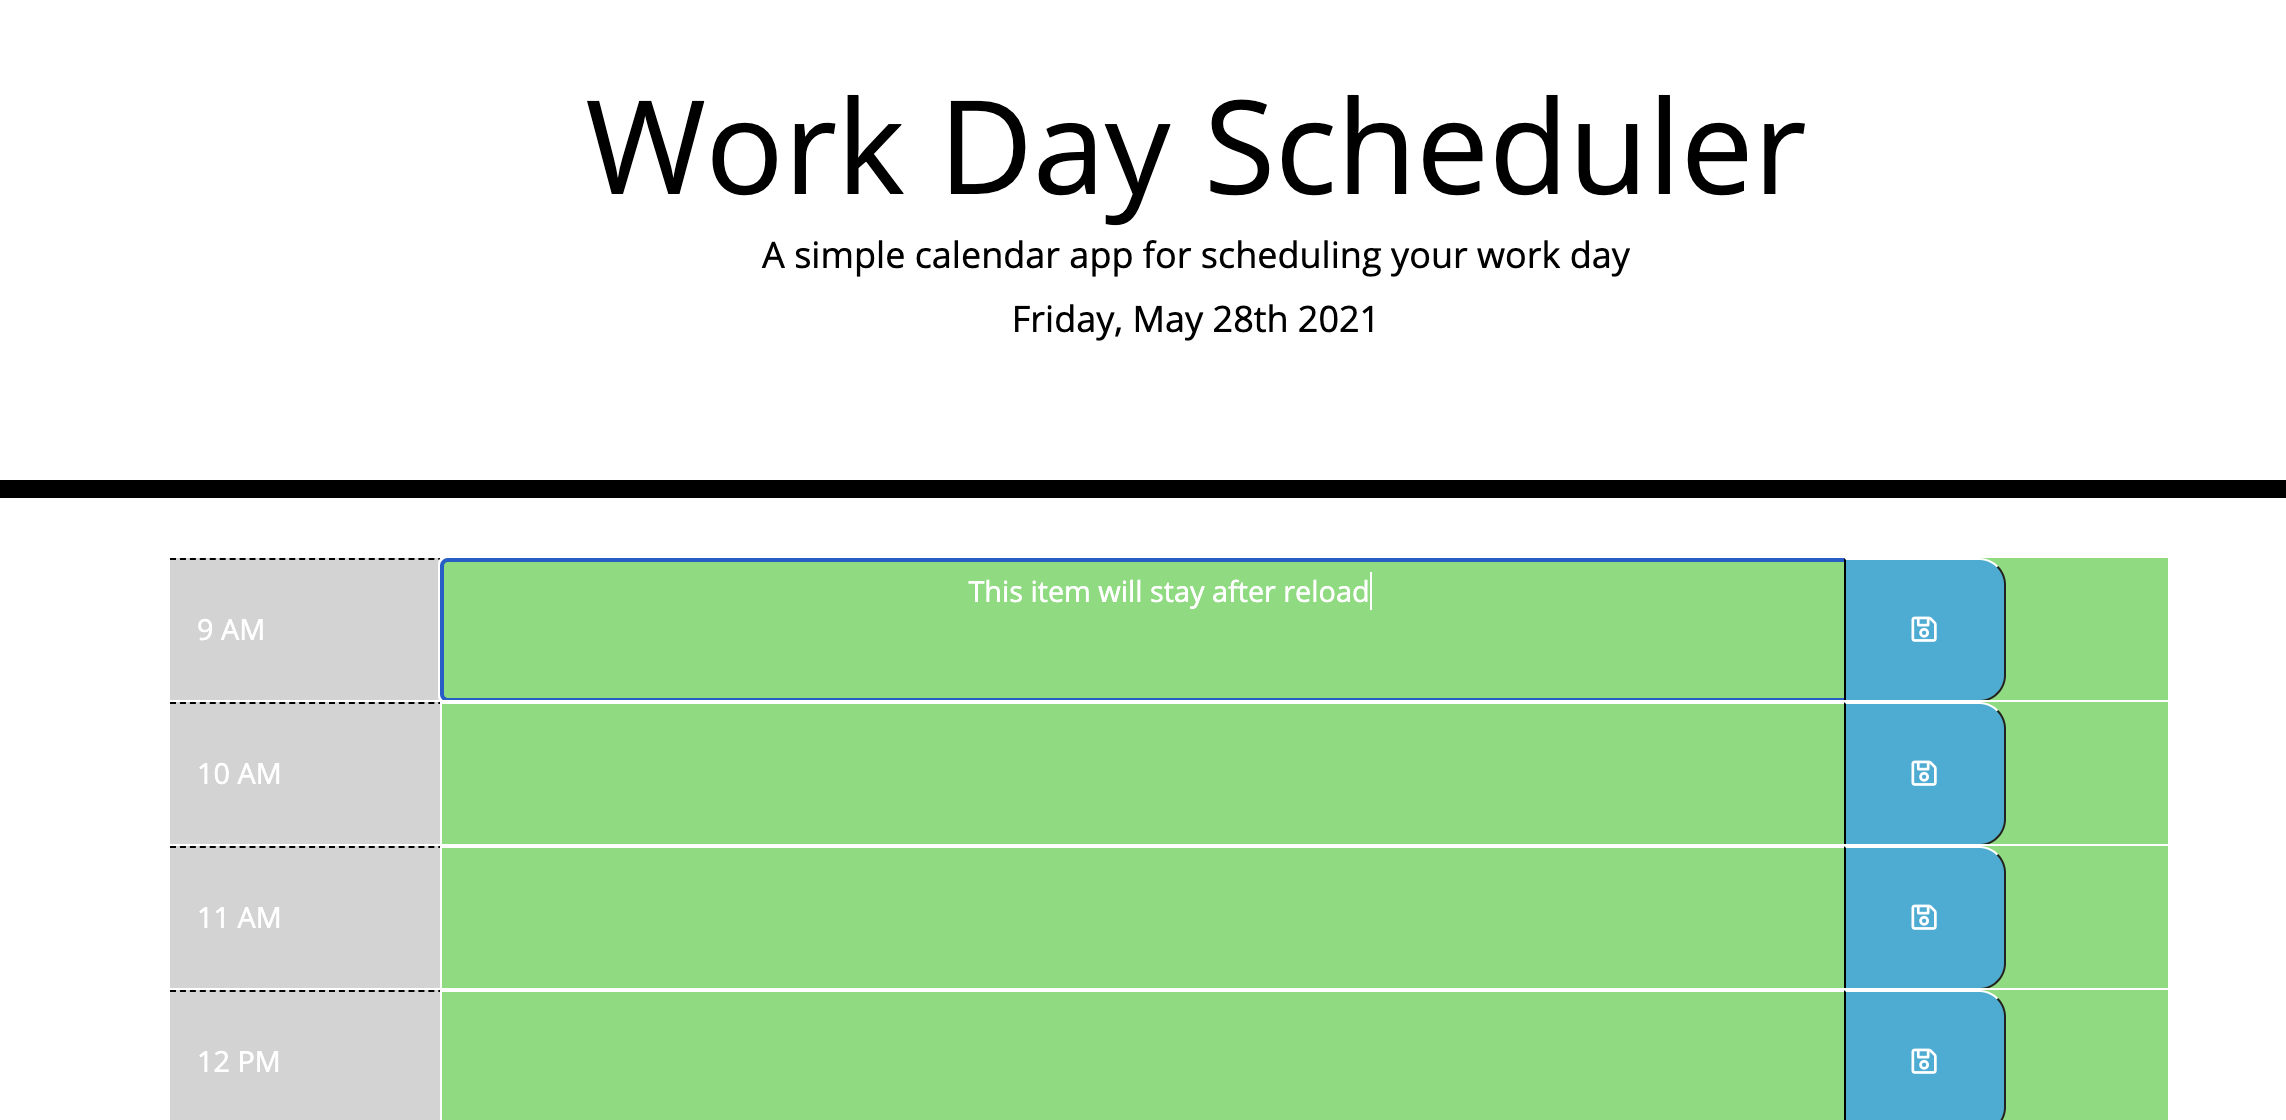 Work Day Scheduler
A simple calendar app for scheduling your work day
Friday, May 28th 2021
9 AM
This item will stay after reload
10 AM
11 AM
12 PM